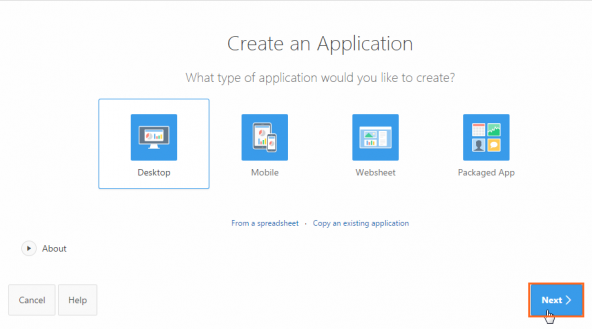 Create an Application
What type of application would you like to create?
Desktop Mobile Websheet Packaged App
From a spreadsheet • Copy an existing application
About
Cancel Help Next